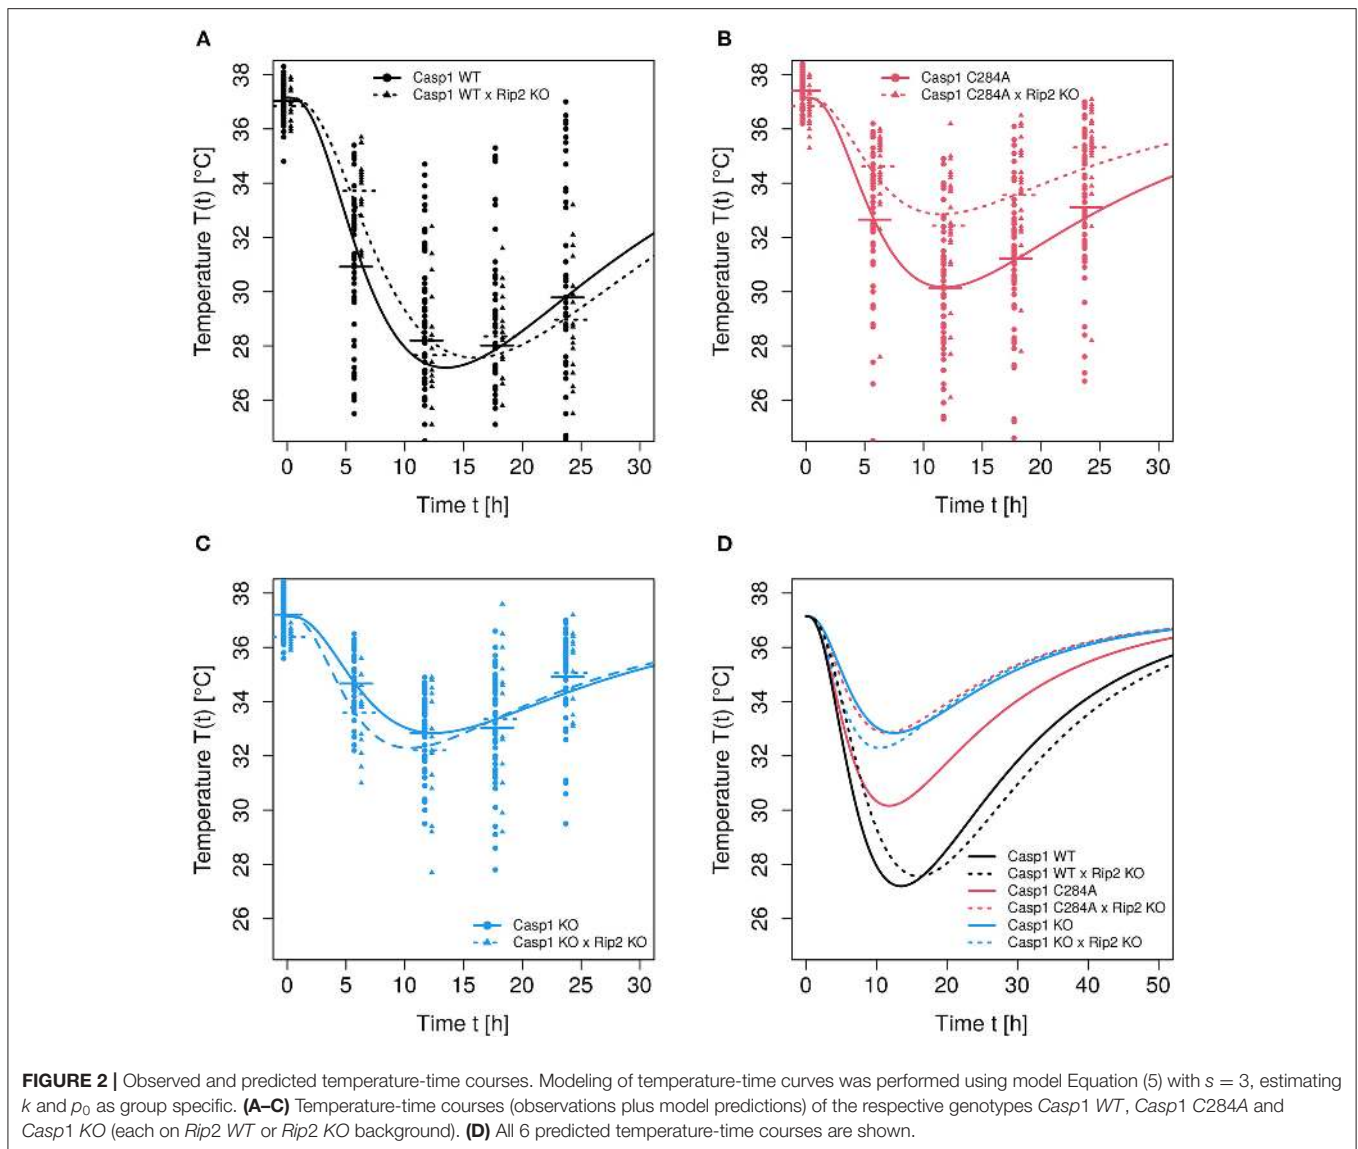 A
Casp1 WT
Casp1 WT x Rip2 KO
Temperature T(t) [°C]
38
36
34
32
30
28
26
0 5 10 15 20 25 30
Time t [h]
B
Casp1 C284A
Casp1 C284A x Rip2 KO
Temperature T(t) [°C]
38
36
34
32
30
28
26
0 5 10 15 20 25 30
Time t [h]
C
Temperature T(t) [°C]
38
36
34
32
30
28
26
Casp1 KO
Casp1 KO x Rip2 KO
0 5 10 15 20 25 30
Time t [h]
D
Temperature T(t) [°C]
38
36
34
32
30
28
26
Casp1 WT
Casp1 WT x Rip2 KO
Casp1 C284A
Casp1 C284A x Rip2 KO
Casp1 KO
Casp1 KO x Rip2 KO
0 10 20 30 40 50
Time t [h]
FIGURE 2 | Observed and predicted temperature-time courses. Modeling of temperature-time curves was performed using model Equation (5) with s = 3, estimating
k and p₀ as group specific. (A–C) Temperature-time courses (observations plus model predictions) of the respective genotypes Casp1 WT, Casp1 C284A and
Casp1 KO (each on Rip2 WT or Rip2 KO background). (D) All 6 predicted temperature-time courses are shown.